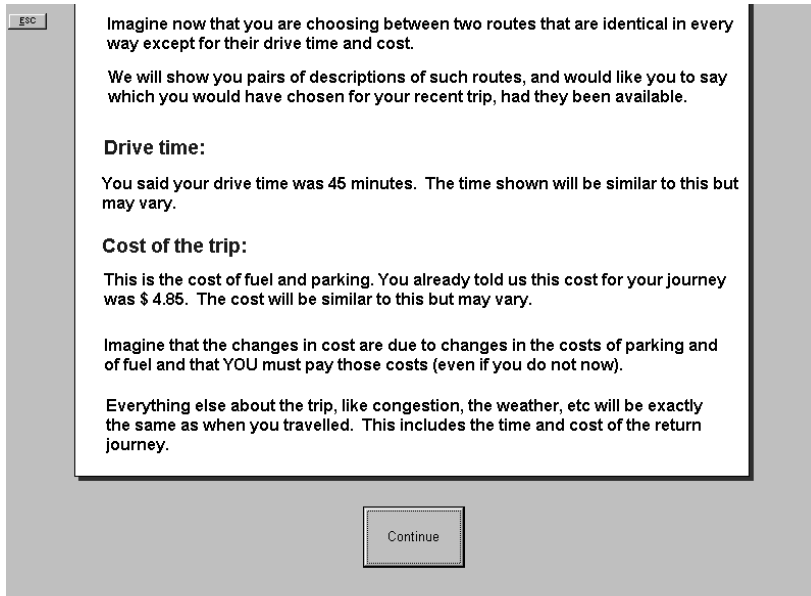 ESC
Imagine now that you are choosing between two routes that are identical in every
way except for their drive time and cost.
We will show you pairs of descriptions of such routes, and would like you to say
which you would have chosen for your recent trip, had they been available.
Drive time:
You said your drive time was 45 minutes.  The time shown will be similar to this but
may vary.
Cost of the trip:
This is the cost of fuel and parking. You already told us this cost for your journey
was $ 4.85.  The cost will be similar to this but may vary.
Imagine that the changes in cost are due to changes in the costs of parking and
of fuel and that YOU must pay those costs (even if you do not now).
Everything else about the trip, like congestion, the weather, etc will be exactly
the same as when you travelled.  This includes the time and cost of the return
journey.
Continue